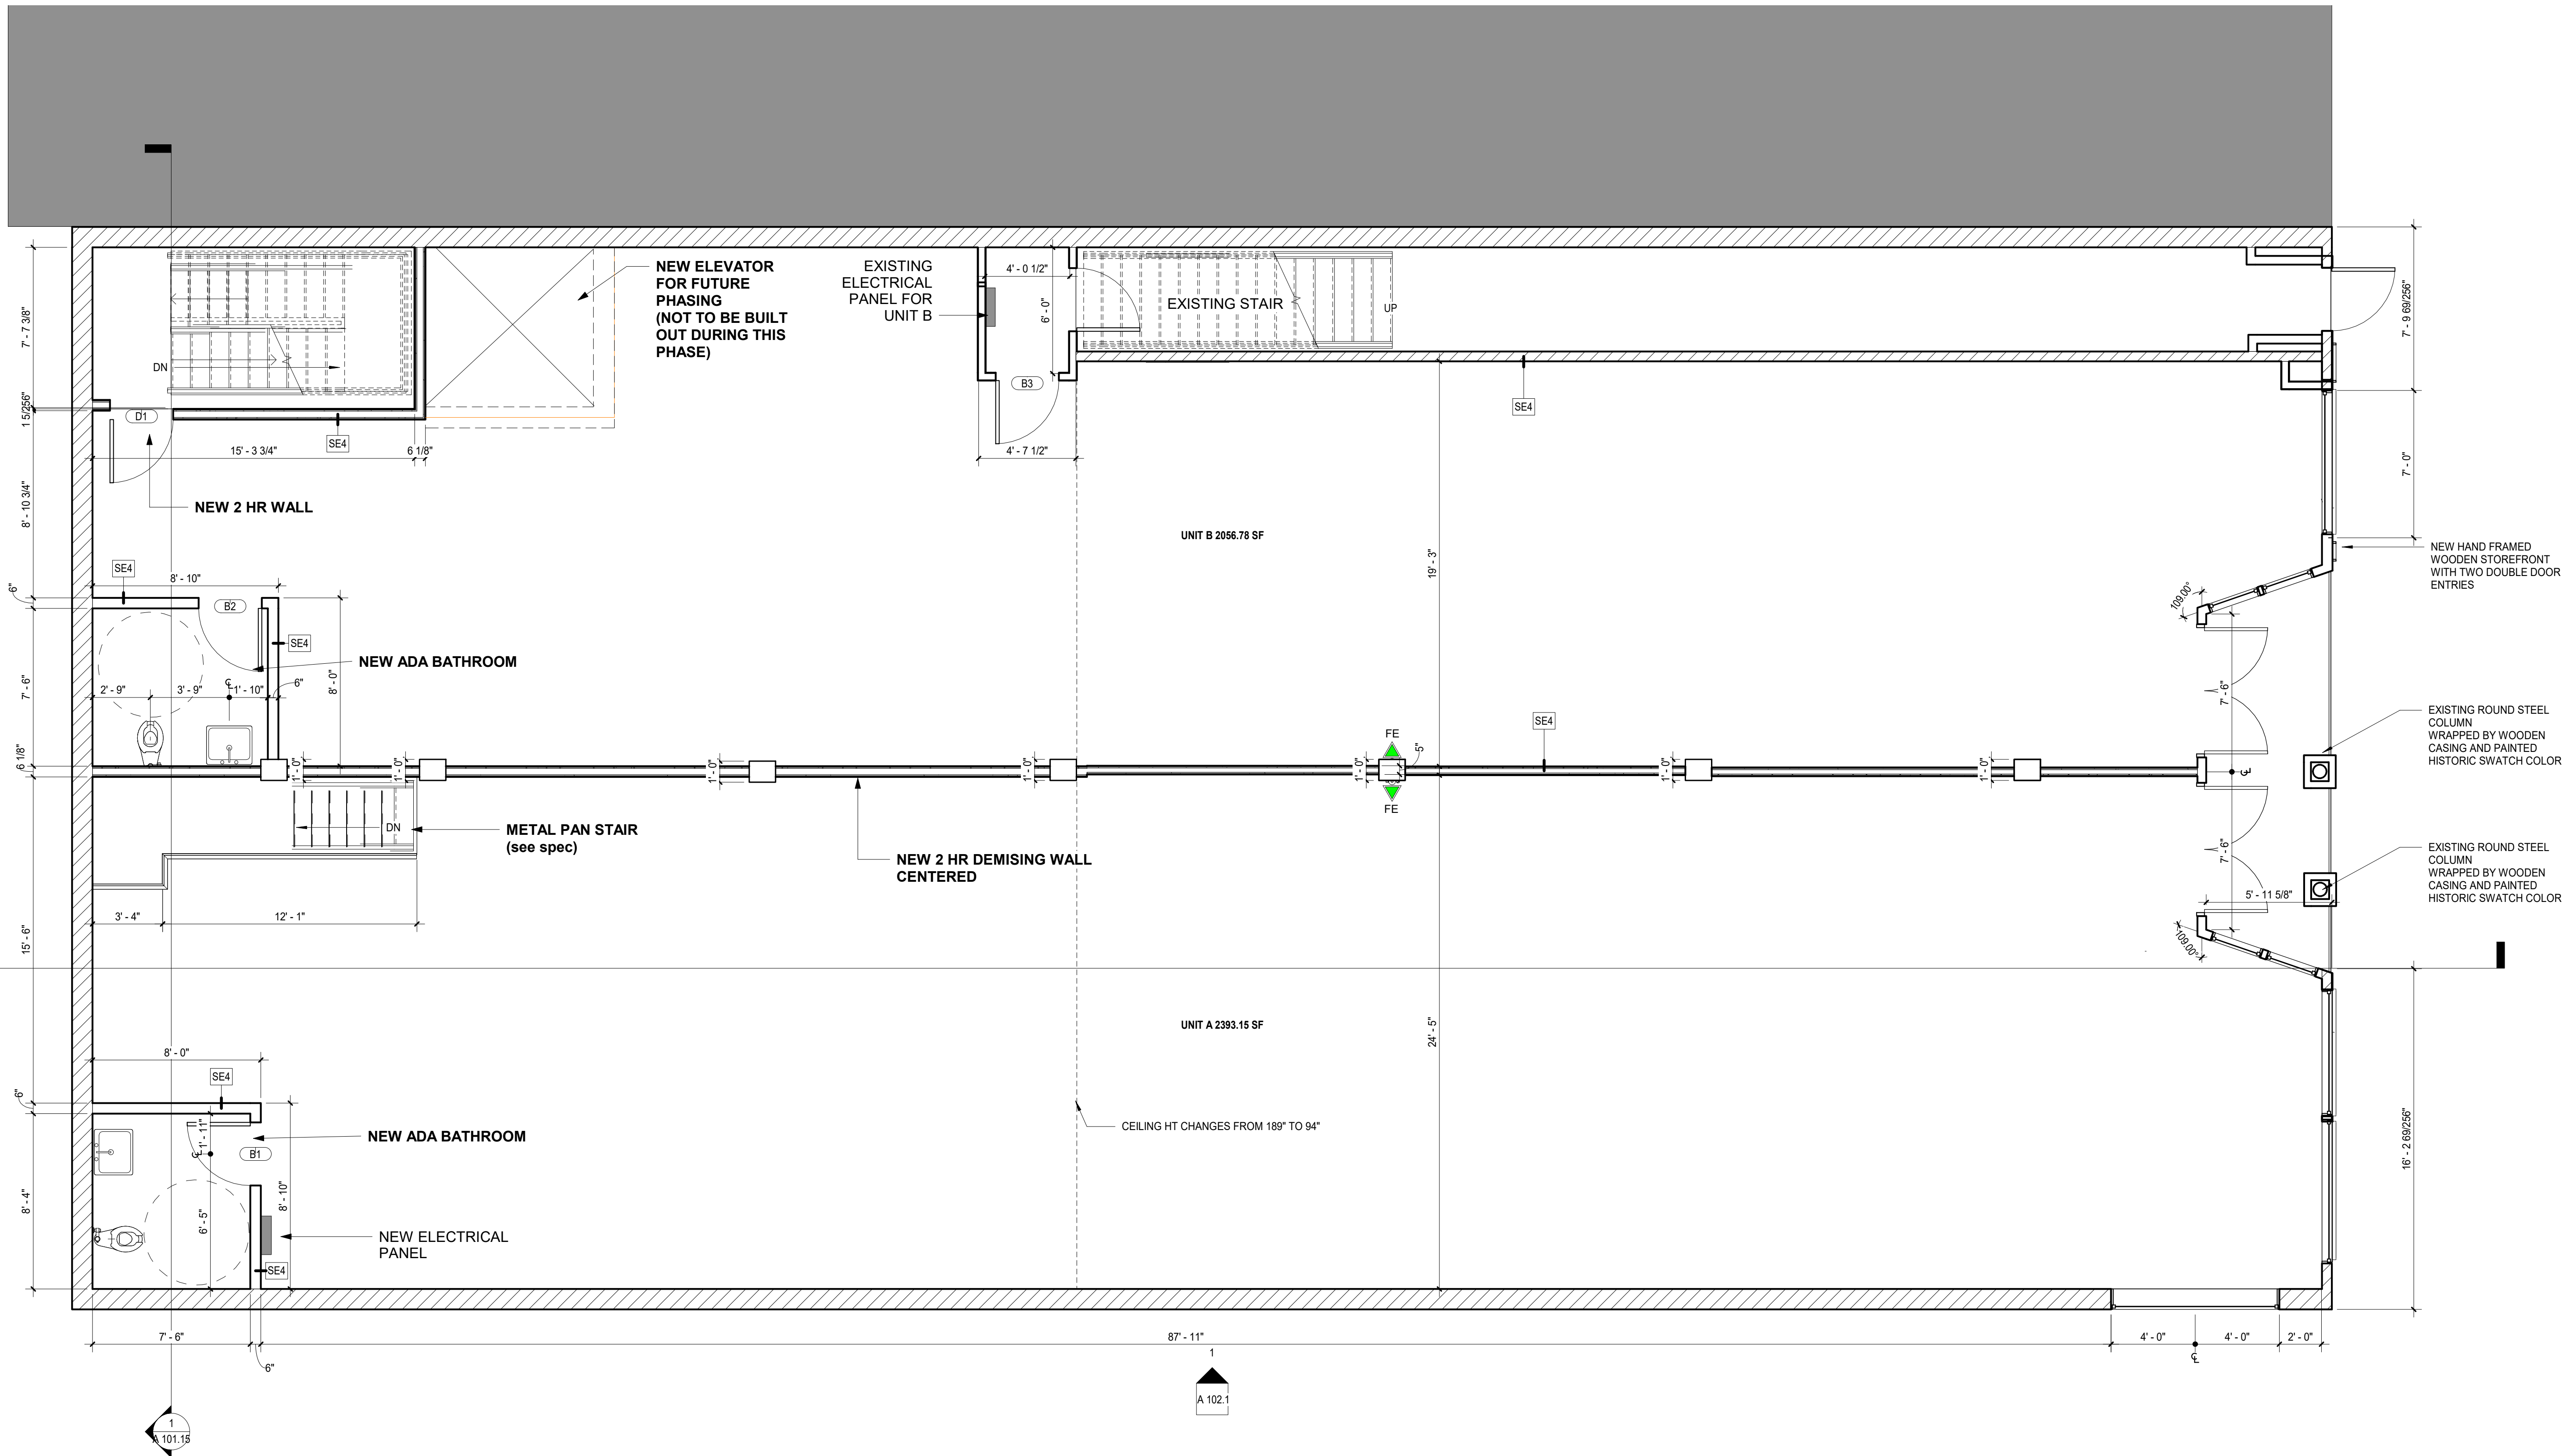 NEW ELEVATOR
FOR FUTURE
PHASING
(NOT TO BE BUILT
OUT DURING THIS
PHASE)
EXISTING
ELECTRICAL
PANEL FOR
UNIT B
4' - 0 1/2"
6' - 0"
EXISTING STAIR
UP
7' - 7 3/8"
DN
7' - 9 69/256"
B3
1 5/256"
D1
SE4
SE4
15' - 3 3/4"
6 1/8"
4' - 7 1/2"
7' - 0"
8' - 10 3/4"
NEW 2 HR WALL
UNIT B 2056.78 SF
19' - 3"
NEW HAND FRAMED
WOODEN STOREFRONT
WITH TWO DOUBLE DOOR
ENTRIES
SE4
8' - 10"
6"
B2
109.00°
SE4
NEW ADA BATHROOM
7' - 6"
2' - 9"
3' - 9"
1' - 10"
6"
8' - 0"
7' - 6"
EXISTING ROUND STEEL
COLUMN
WRAPPED BY WOODEN
CASING AND PAINTED
HISTORIC SWATCH COLOR
SE4
FE
5"
6 1/8"
1' - 0"
1' - 0"
1' - 0"
1' - 0"
1' - 0"
1' - 0"
1' - 0"
FE
DN
METAL PAN STAIR
(see spec)
NEW 2 HR DEMISING WALL
CENTERED
7' - 6"
EXISTING ROUND STEEL
COLUMN
WRAPPED BY WOODEN
CASING AND PAINTED
HISTORIC SWATCH COLOR
5' - 11 5/8"
3' - 4"
12' - 1"
15' - 6"
109.00°
UNIT A 2393.15 SF
24' - 5"
8' - 0"
SE4
6"
CEILING HT CHANGES FROM 189" TO 94"
NEW ADA BATHROOM
1' - 11"
B1
16' - 2 69/256"
8' - 4"
6' - 5"
8' - 10"
NEW ELECTRICAL
PANEL
SE4
7' - 6"
6"
87' - 11"
4' - 0"
4' - 0"
2' - 0"
1
A 102.1
1
A 101.15